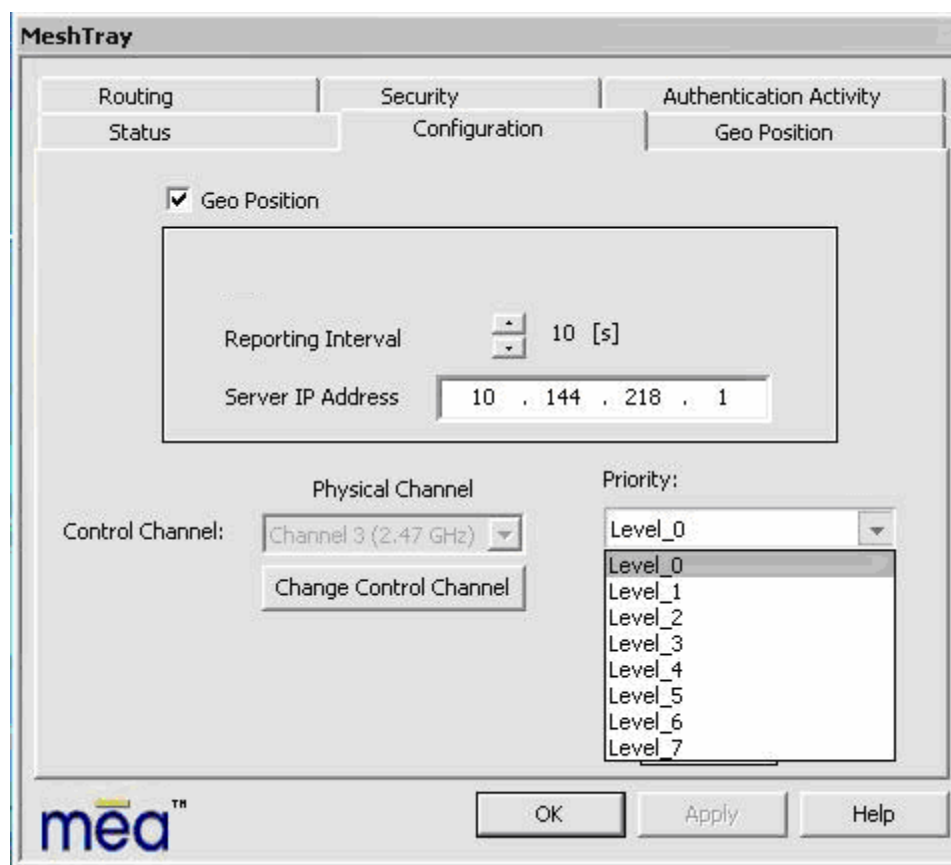 MeshTray
Routing Security Authentication Activity
Status Configuration Geo Position
Geo Position
Reporting Interval 10 [s]
Server IP Address 10 . 144 . 218 . 1
Physical Channel Priority:
Control Channel: Channel 3 (2.47 GHz) Level_0
Change Control Channel
Level_0
Level_1
Level_2
Level_3
Level_4
Level_5
Level_6
Level_7
mēa™ OK Apply Help